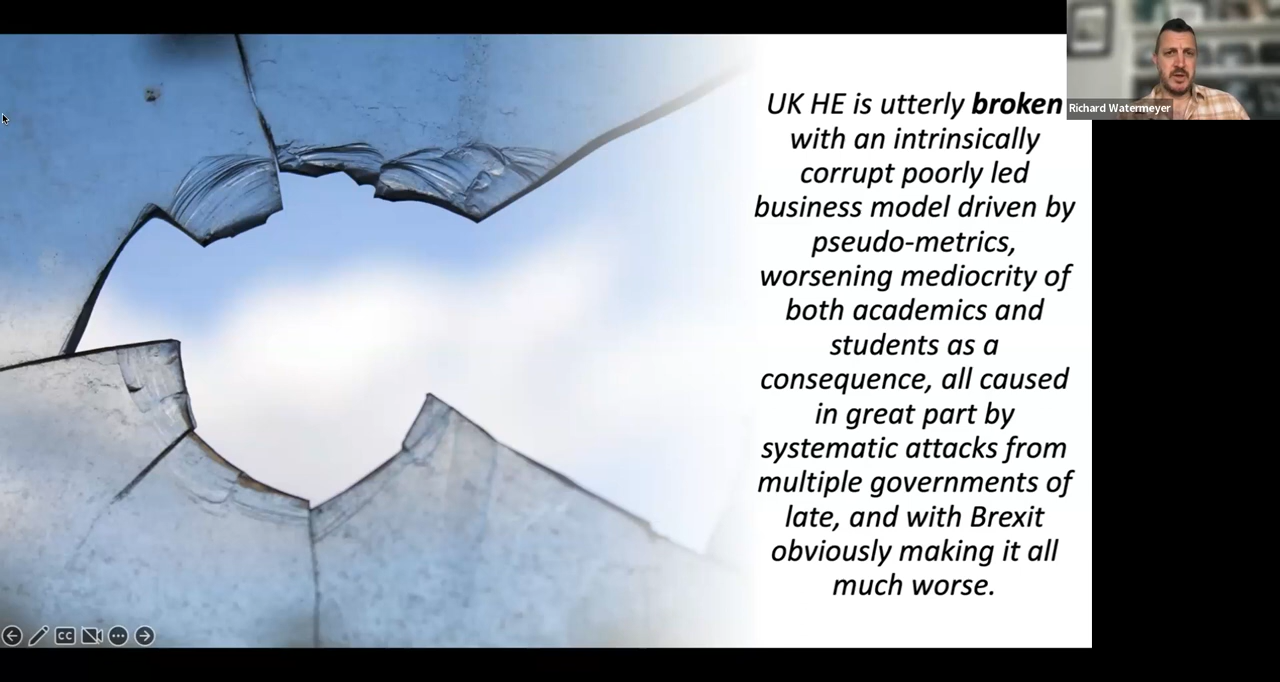 UK HE is utterly broken
with an intrinsically
corrupt poorly led
business model driven by
pseudo-metrics,
worsening mediocrity of
both academics and
students as a
consequence, all caused
in great part by
systematic attacks from
multiple governments of
late, and with Brexit
obviously making it all
much worse.
Richard Watermeyer
CC